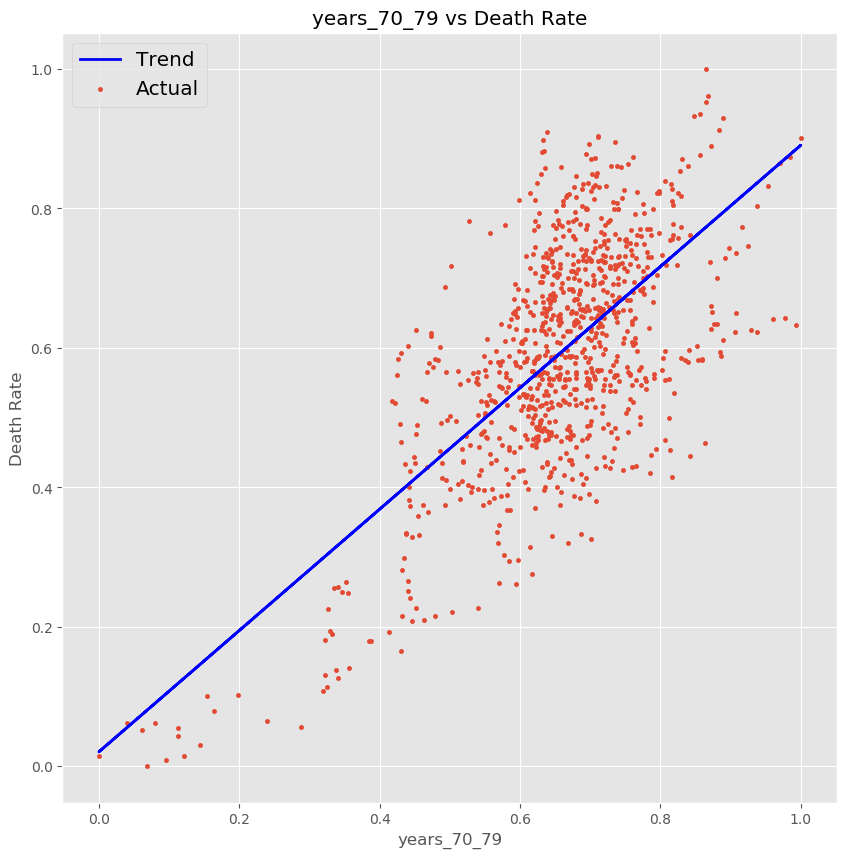 years_70_79 vs Death Rate
Trend
Actual
Death Rate
1.0
0.8
0.6
0.4
0.2
0.0
0.0 0.2 0.4 0.6 0.8 1.0
years_70_79